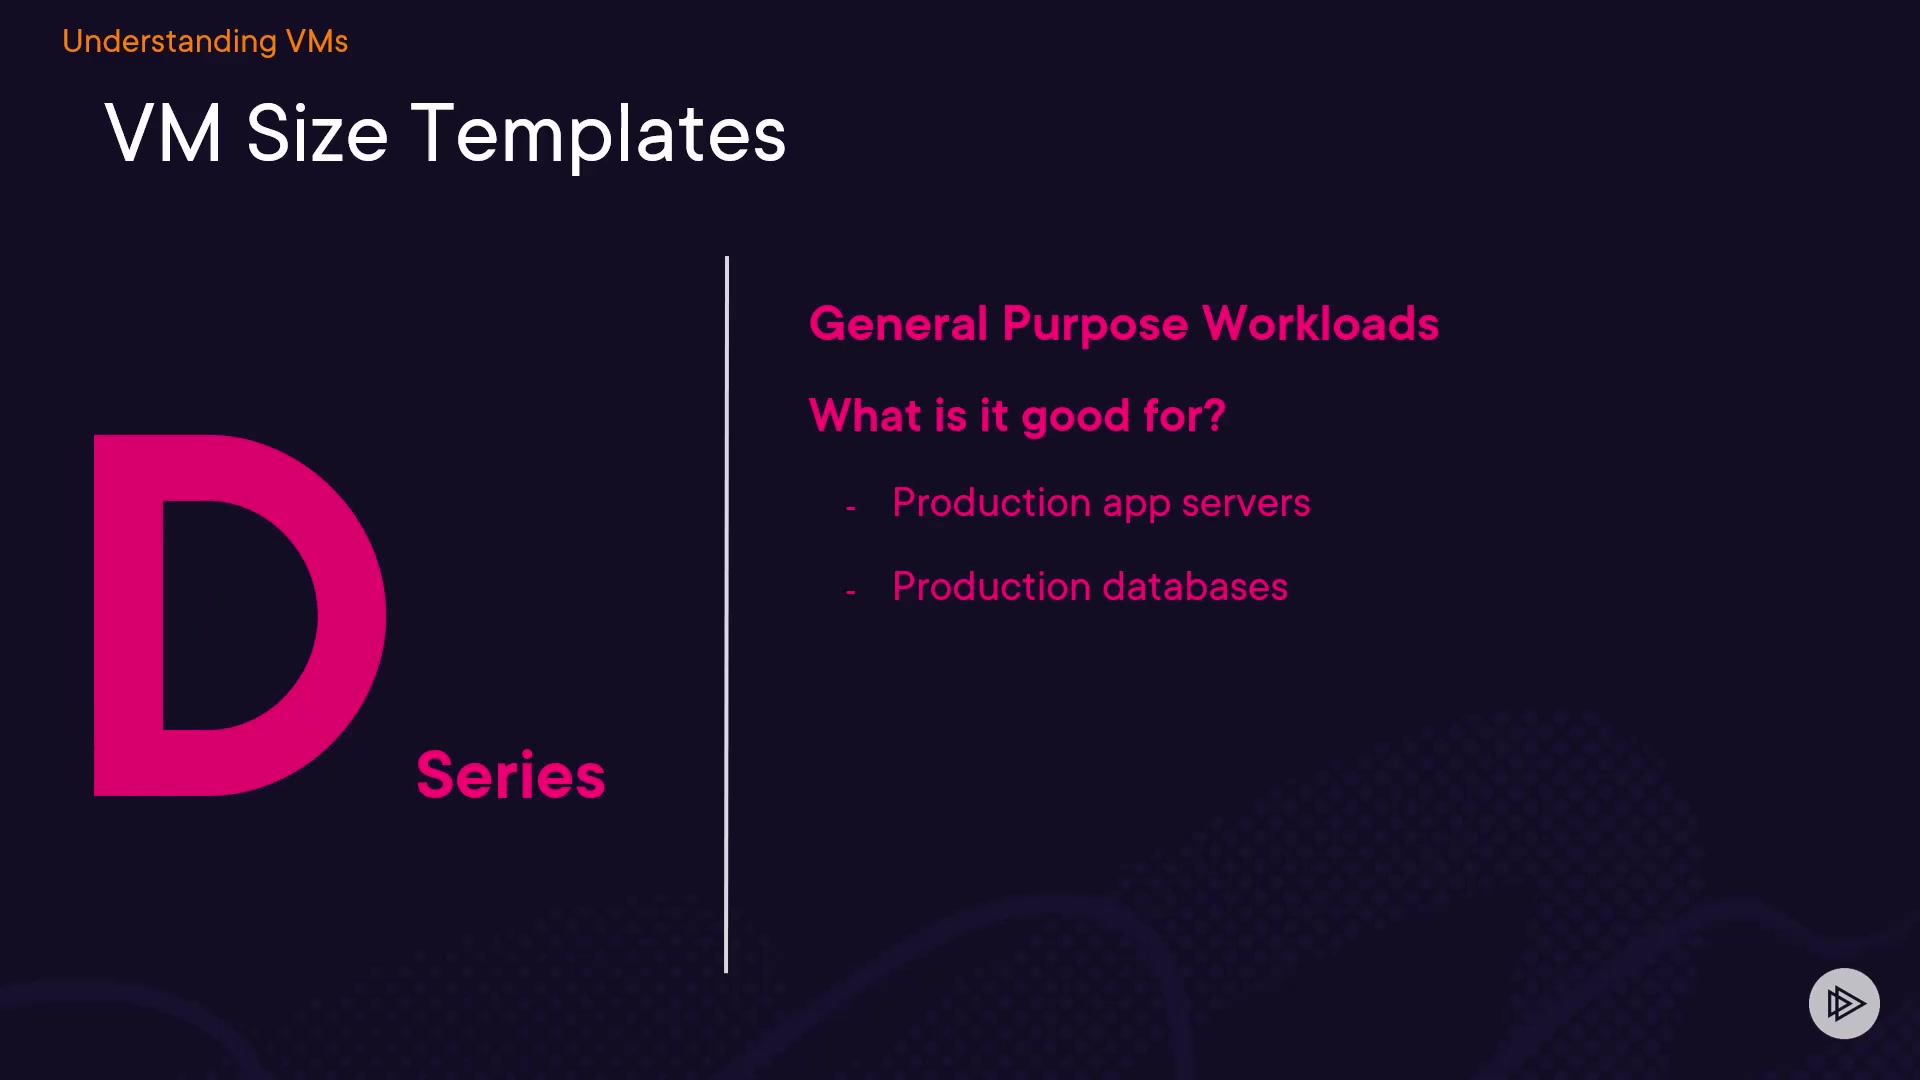 Understanding VMs
VM Size Templates
D
Series
General Purpose Workloads
What is it good for?
- Production app servers
- Production databases